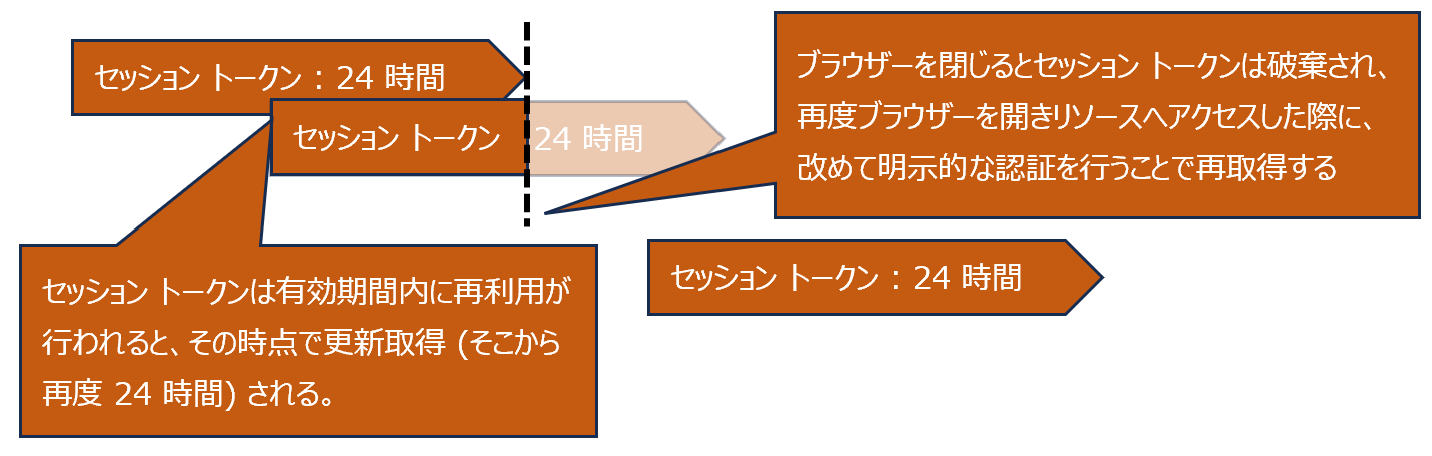 セッション トークン : 24 時間
セッション トークン 24 時間
ブラウザーを閉じるとセッション トークンは破棄され、
再度ブラウザーを開きリソースへアクセスした際に、
改めて明示的な認証を行うことで再取得する
セッション トークン : 24 時間
セッション トークンは有効期間内に再利用が
行われると、その時点で更新取得 (そこから
再度 24 時間) される。